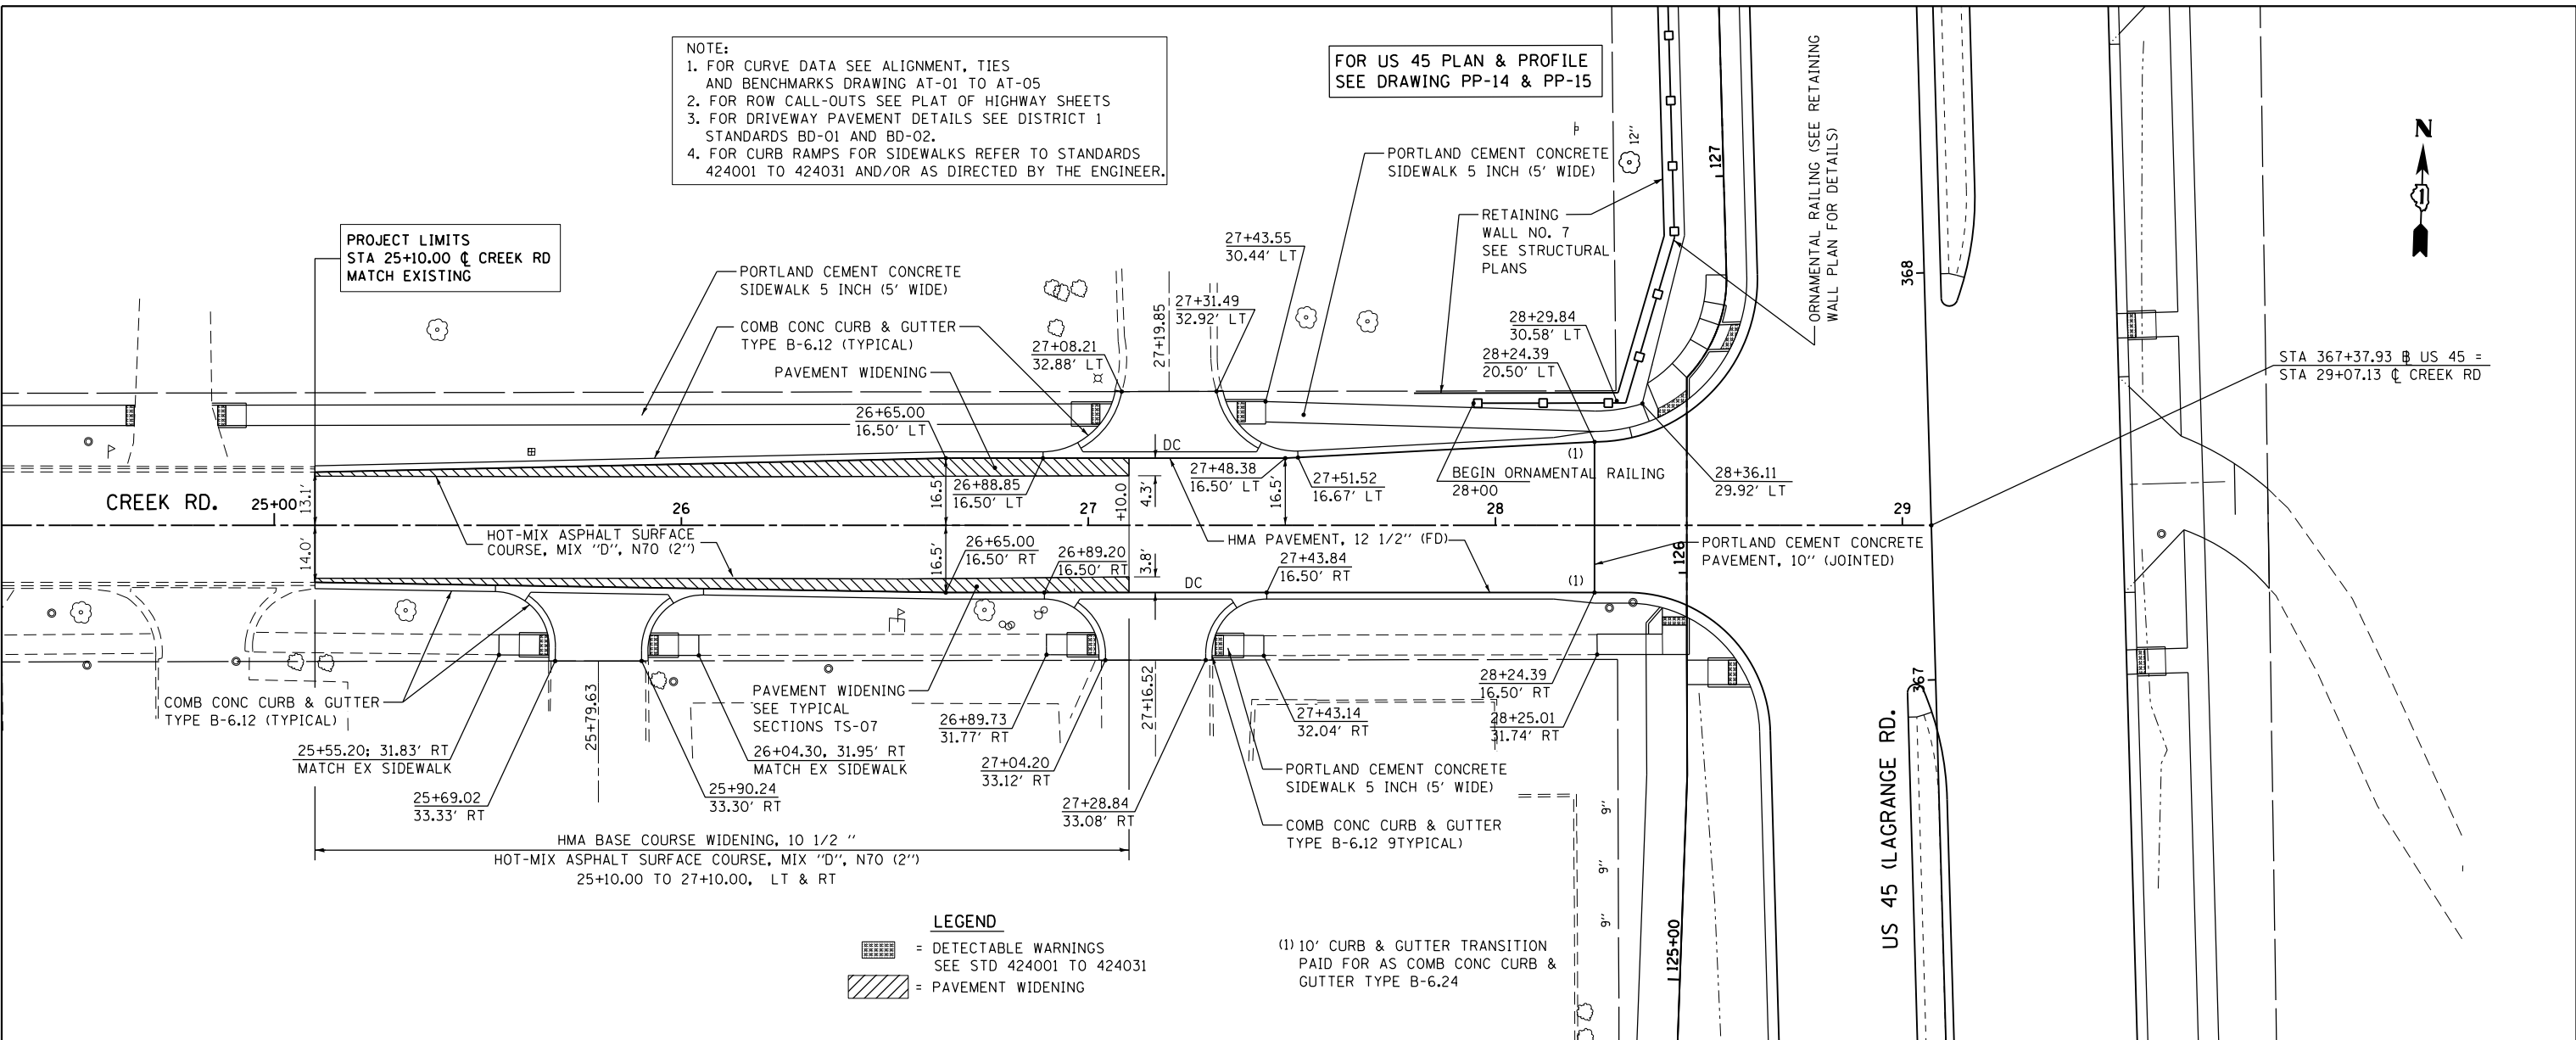 NOTE:
1. FOR CURVE DATA SEE ALIGNMENT, TIES
AND BENCHMARKS DRAWING AT-01 TO AT-05
2. FOR ROW CALL-OUTS SEE PLAT OF HIGHWAY SHEETS
3. FOR DRIVEWAY PAVEMENT DETAILS SEE DISTRICT 1
STANDARDS BD-01 AND BD-02.
4. FOR CURB RAMPS FOR SIDEWALKS REFER TO STANDARDS
424001 TO 424031 AND/OR AS DIRECTED BY THE ENGINEER.
FOR US 45 PLAN & PROFILE
SEE DRAWING PP-14 & PP-15
N
1
PORTLAND CEMENT CONCRETE
SIDEWALK 5 INCH (5' WIDE)
12"
127
ORNAMENTAL RAILING (SEE RETAINING
WALL PLAN FOR DETAILS)
RETAINING
WALL NO. 7
SEE STRUCTURAL
PLANS
PROJECT LIMITS
STA 25+10.00 ℄ CREEK RD
MATCH EXISTING
PORTLAND CEMENT CONCRETE
SIDEWALK 5 INCH (5' WIDE)
COMB CONC CURB & GUTTER
TYPE B-6.12 (TYPICAL)
PAVEMENT WIDENING
27+43.55
30.44' LT
27+31.49
32.92' LT
27+19.85
27+08.21
32.88' LT
28+29.84
30.58' LT
28+24.39
20.50' LT
368
STA 367+37.93 B US 45 =
STA 29+07.13 ℄ CREEK RD
26+65.00
16.50' LT
DC
(1)
26+88.85
16.50' LT
27+48.38
16.50' LT
27+51.52
16.67' LT
BEGIN ORNAMENTAL RAILING
28+00
28+36.11
29.92' LT
CREEK RD.
25+00
13.1'
14.0'
26
16.5'
16.5'
27
+10.0
4.3'
3.8'
16.5'
28
29
HOT-MIX ASPHALT SURFACE
COURSE, MIX "D", N70 (2")
26+65.00
16.50' RT
26+89.20
16.50' RT
HMA PAVEMENT, 12 1/2" (FD)
27+43.84
16.50' RT
126
PORTLAND CEMENT CONCRETE
PAVEMENT, 10" (JOINTED)
DC
(1)
COMB CONC CURB & GUTTER
TYPE B-6.12 (TYPICAL)
25+79.63
PAVEMENT WIDENING
SEE TYPICAL
SECTIONS TS-07
27+16.52
26+89.73
31.77' RT
28+24.39
16.50' RT
27+43.14
32.04' RT
28+25.01
31.74' RT
367
25+55.20; 31.83' RT
MATCH EX SIDEWALK
26+04.30, 31.95' RT
MATCH EX SIDEWALK
27+04.20
33.12' RT
25+69.02
33.33' RT
25+90.24
33.30' RT
27+28.84
33.08' RT
PORTLAND CEMENT CONCRETE
SIDEWALK 5 INCH (5' WIDE)
COMB CONC CURB & GUTTER
TYPE B-6.12 9TYPICAL)
9"
9"
9"
US 45 (LAGRANGE RD.
HMA BASE COURSE WIDENING, 10 1/2 "
HOT-MIX ASPHALT SURFACE COURSE, MIX "D", N70 (2")
25+10.00 TO 27+10.00, LT & RT
LEGEND
= DETECTABLE WARNINGS
SEE STD 424001 TO 424031
= PAVEMENT WIDENING
(1) 10' CURB & GUTTER TRANSITION
PAID FOR AS COMB CONC CURB &
GUTTER TYPE B-6.24
125+00